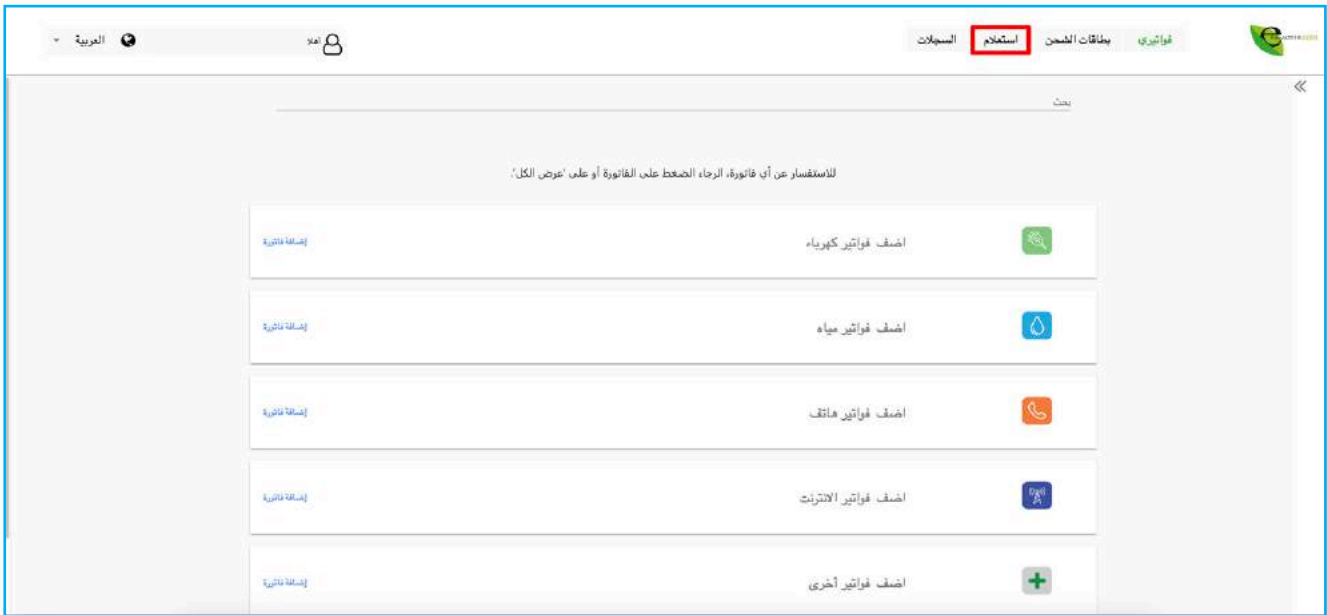 فواتيري
بطاقات الشحن
استعلام
السجلات
اهلا
العربية
بحث
للاستفسار عن أي فاتورة، الرجاء الضغط على الفاتورة أو على 'عرض الكل'.
اضف فواتير كهرباء
إضافة فاتورة
اضف فواتير مياه
إضافة فاتورة
اضف فواتير هاتف
إضافة فاتورة
اضف فواتير الانترنت
إضافة فاتورة
اضف فواتير أخرى
إضافة فاتورة